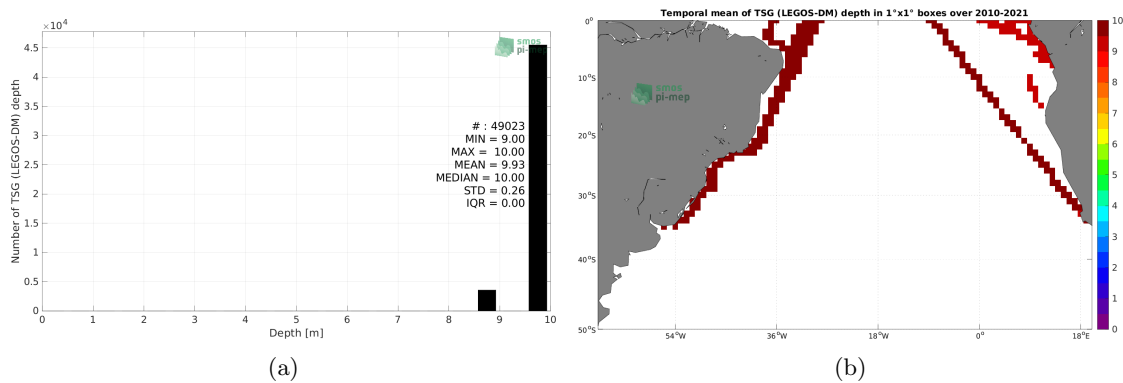 ×10⁴
4.5
4
3.5
3
2.5
2
1.5
1
0.5
0
Number of TSG (LEGOS-DM) depth
smos
pi-mep
# : 49023
MIN = 9.00
MAX = 10.00
MEAN = 9.93
MEDIAN = 10.00
STD = 0.26
IQR = 0.00
0 1 2 3 4 5 6 7 8 9 10
Depth [m]
(a)
Temporal mean of TSG (LEGOS-DM) depth in 1°x1° boxes over 2010-2021
0°
10°S
20°S
30°S
40°S
50°S
smos
pi-mep
54°W 36°W 18°W 0° 18°E
10
9
8
7
6
5
4
3
2
1
0
(b)